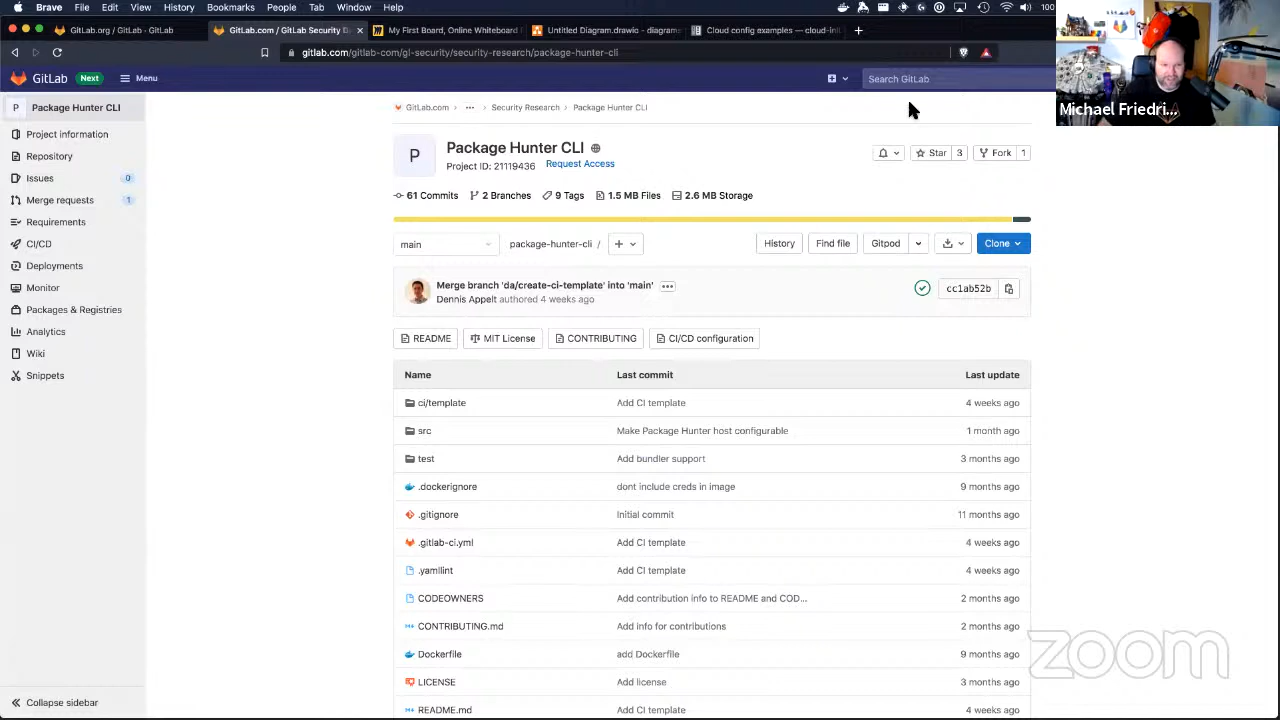 Brave File Edit View History Bookmarks People Tab Window Help
GitLab.org / GitLab · GitLab
GitLab.com / GitLab Security D
My First Board, Online Whiteboard f
Untitled Diagram.drawio - diagrams
Cloud config examples — cloud-init
gitlab.com/gitlab-com/gl-security/security-research/package-hunter-cli
GitLab Next Menu
Search GitLab
Michael Friedri...
P Package Hunter CLI
Project information
Repository
Issues 0
Merge requests 1
Requirements
CI/CD
Deployments
Monitor
Packages & Registries
Analytics
Wiki
Snippets
Collapse sidebar
GitLab.com › ••• › Security Research › Package Hunter CLI
P
Package Hunter CLI
Project ID: 21119436 Request Access
Star 3 Fork 1
61 Commits 2 Branches 9 Tags 1.5 MB Files 2.6 MB Storage
main package-hunter-cli / +
History Find file Gitpod Clone
Merge branch 'da/create-ci-template' into 'main' •••
Dennis Appelt authored 4 weeks ago
cc1ab52b
README MIT License CONTRIBUTING CI/CD configuration
Name Last commit Last update
ci/template Add CI template 4 weeks ago
src Make Package Hunter host configurable 1 month ago
test Add bundler support 3 months ago
.dockerignore dont include creds in image 9 months ago
.gitignore Initial commit 11 months ago
.gitlab-ci.yml Add CI template 4 weeks ago
.yamllint Add CI template 4 weeks ago
CODEOWNERS Add contribution info to README and COD... 2 months ago
CONTRIBUTING.md Add info for contributions 2 months ago
Dockerfile add Dockerfile 9 months ago
LICENSE Add license 3 months ago
README.md Add CI template 4 weeks ago
zoom